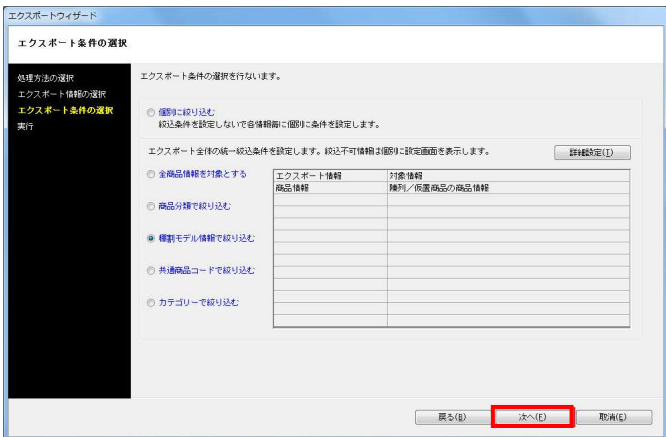 エクスポートウィザード
エクスポート条件の選択
処理方法の選択
エクスポート情報の選択
エクスポート条件の選択
実行
エクスポート条件の選択を行ないます。
個別に絞り込む
絞込条件を設定しないで各情報毎に個別に条件を設定します。
エクスポート全体の統一絞込条件を設定します。絞込不可情報は個別に設定画面を表示します。
詳細設定(I)
全商品情報を対象とする
商品分類で絞り込む
棚割モデル情報で絞り込む
共通商品コードで絞り込む
カテゴリーで絞り込む
エクスポート情報 対象情報
商品情報 陳列/仮置商品の商品情報
戻る(B) 次へ(F) 取消(E)